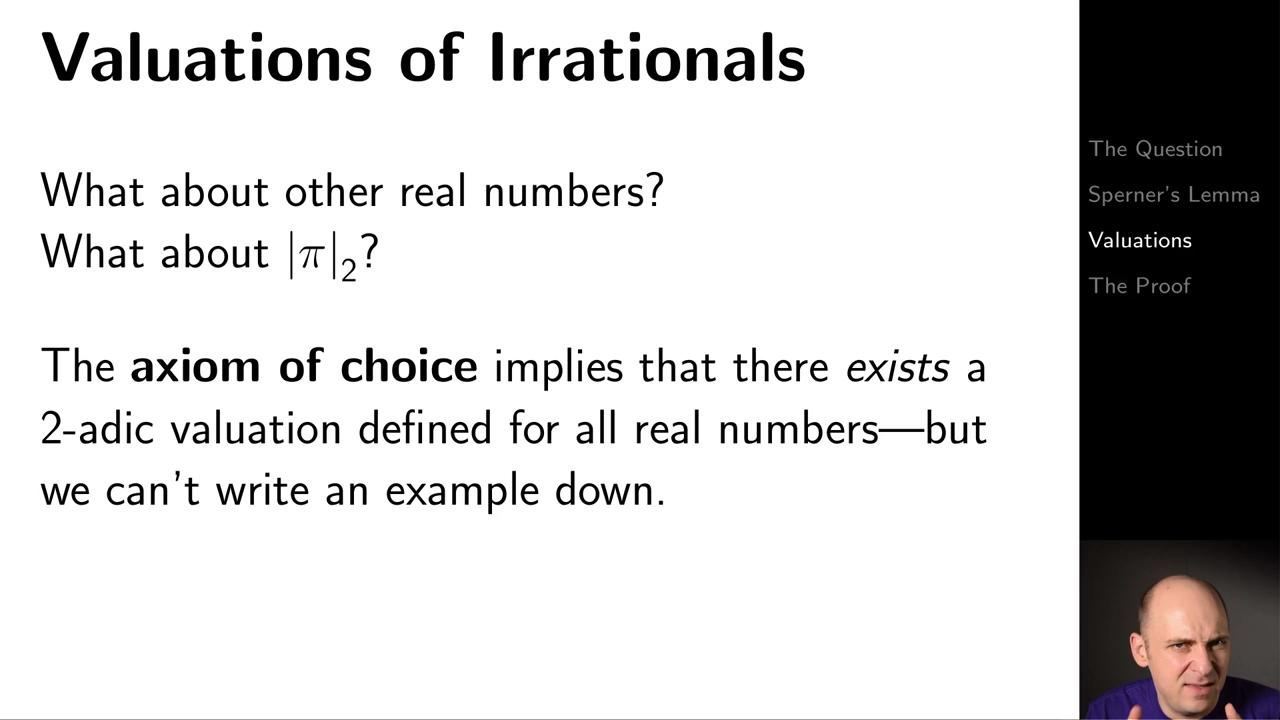 Valuations of Irrationals
What about other real numbers?
What about |π|₂?
The axiom of choice implies that there exists a
2-adic valuation defined for all real numbers—but
we can't write an example down.
The Question
Sperner's Lemma
Valuations
The Proof